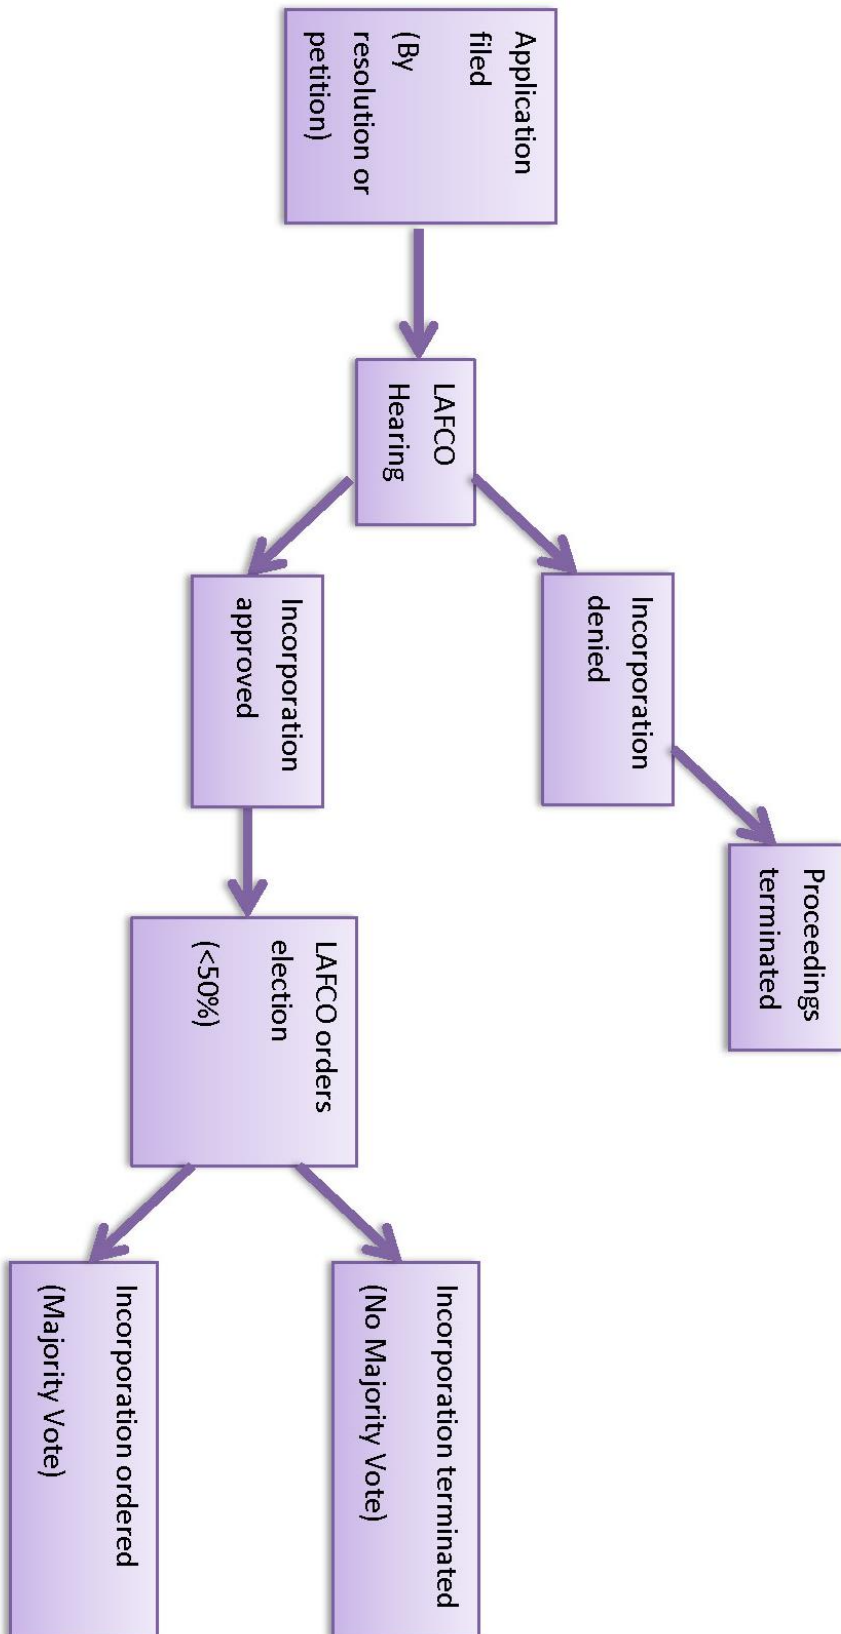 Application
filed
(By
resolution or
petition)
LAFCO
Hearing
Incorporation
denied
Proceedings
terminated
Incorporation
approved
LAFCO orders
election
(<50%)
Incorporation terminated
(No Majority Vote)
Incorporation ordered
(Majority Vote)